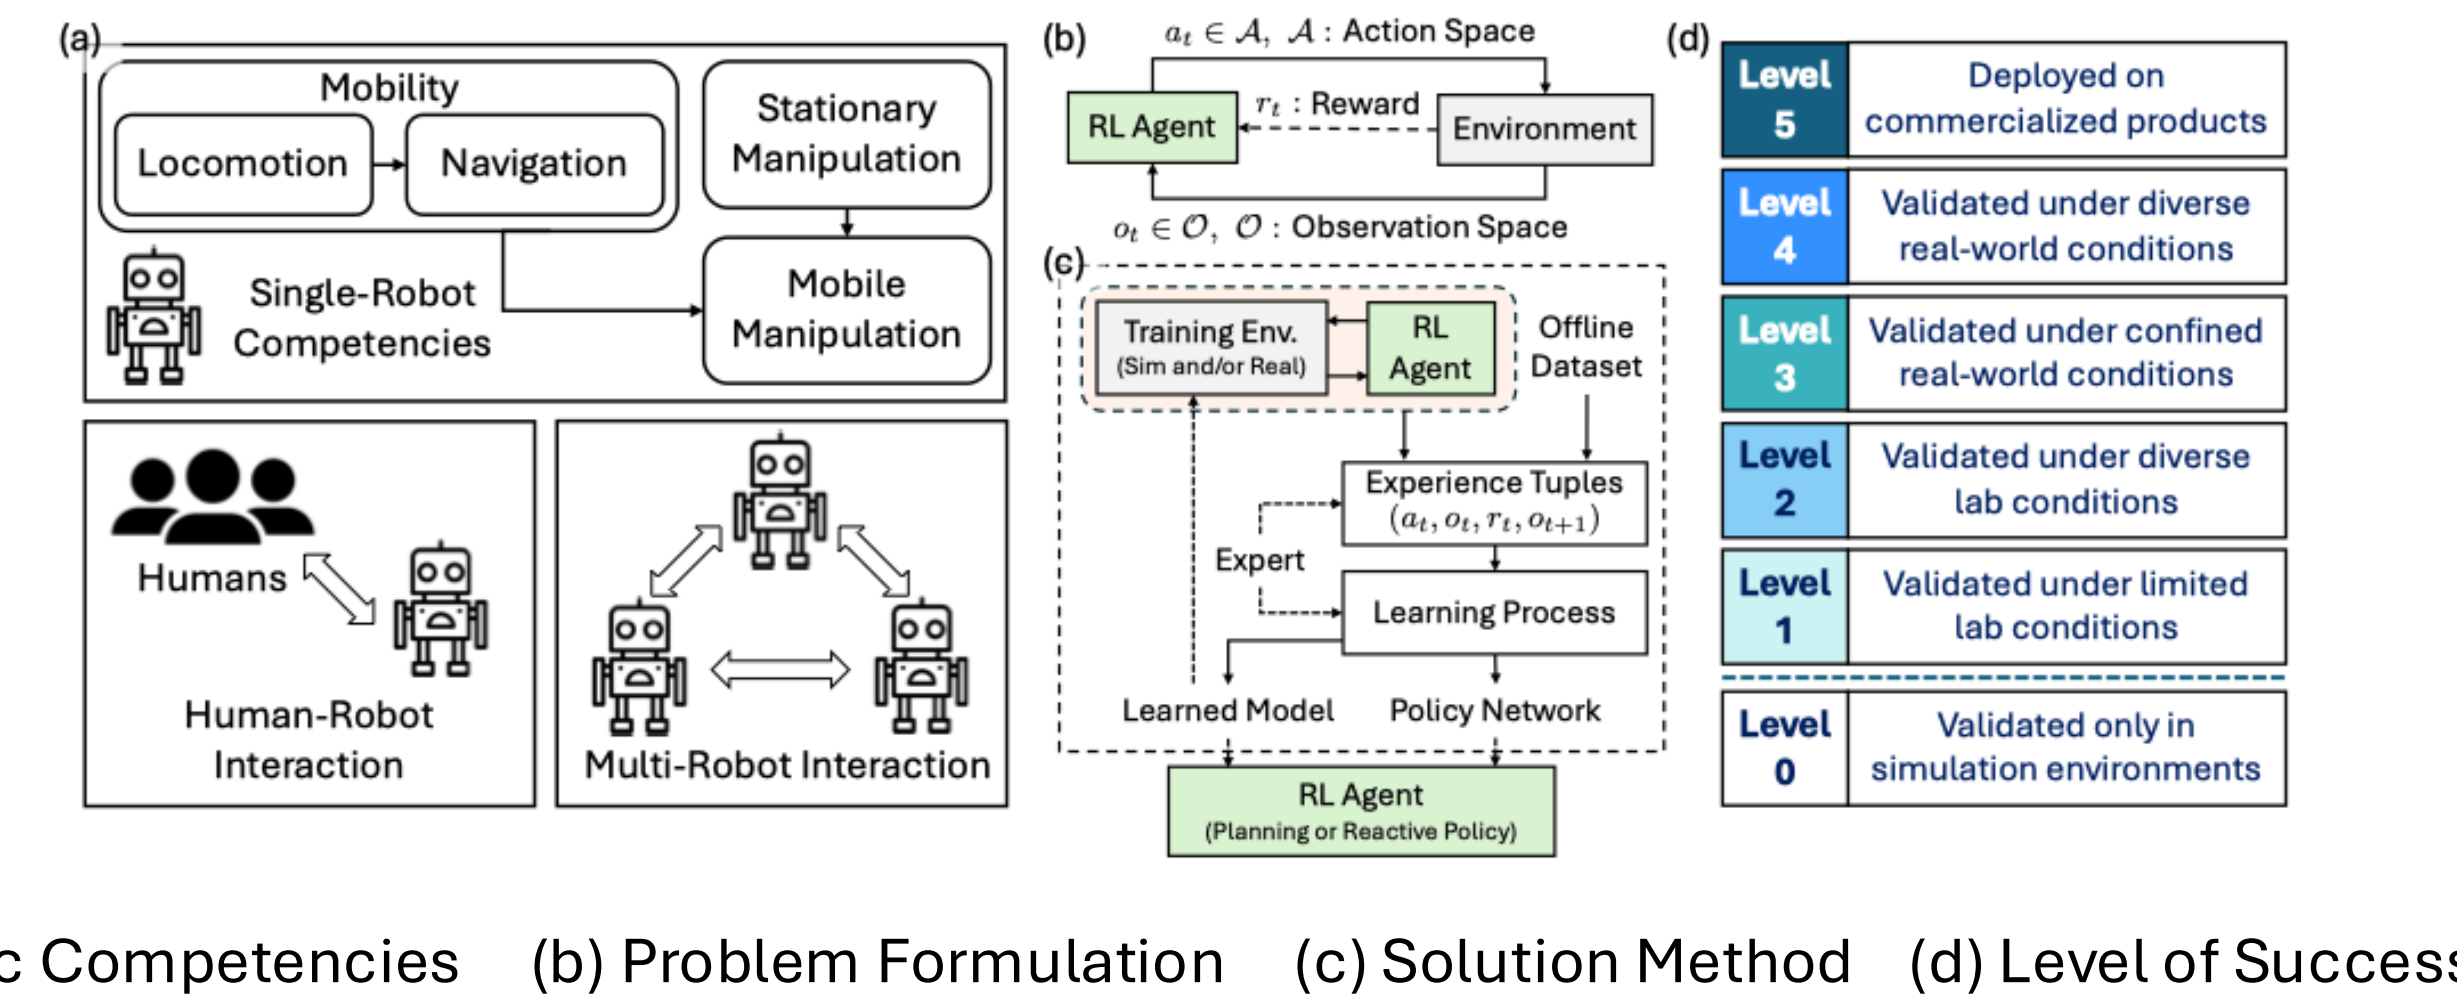 (a)
Mobility
Locomotion
Navigation
Stationary
Manipulation
Mobile
Manipulation
Single-Robot
Competencies
Humans
Human-Robot
Interaction
Multi-Robot Interaction
(b)
aₜ ∈ 𝒜, 𝒜 : Action Space
RL Agent
rₜ : Reward
Environment
oₜ ∈ 𝒪, 𝒪 : Observation Space
(c)
Training Env.
(Sim and/or Real)
RL
Agent
Offline
Dataset
Experience Tuples
(aₜ, oₜ, rₜ, oₜ₊₁)
Expert
Learning Process
Learned Model
Policy Network
RL Agent
(Planning or Reactive Policy)
(d)
Level
5
Deployed on
commercialized products
Level
4
Validated under diverse
real-world conditions
Level
3
Validated under confined
real-world conditions
Level
2
Validated under diverse
lab conditions
Level
1
Validated under limited
lab conditions
Level
0
Validated only in
simulation environments
c Competencies (b) Problem Formulation (c) Solution Method (d) Level of Success